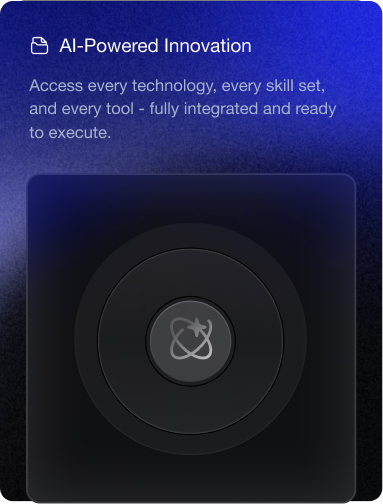 AI-Powered Innovation
Access every technology, every skill set,
and every tool - fully integrated and ready
to execute.